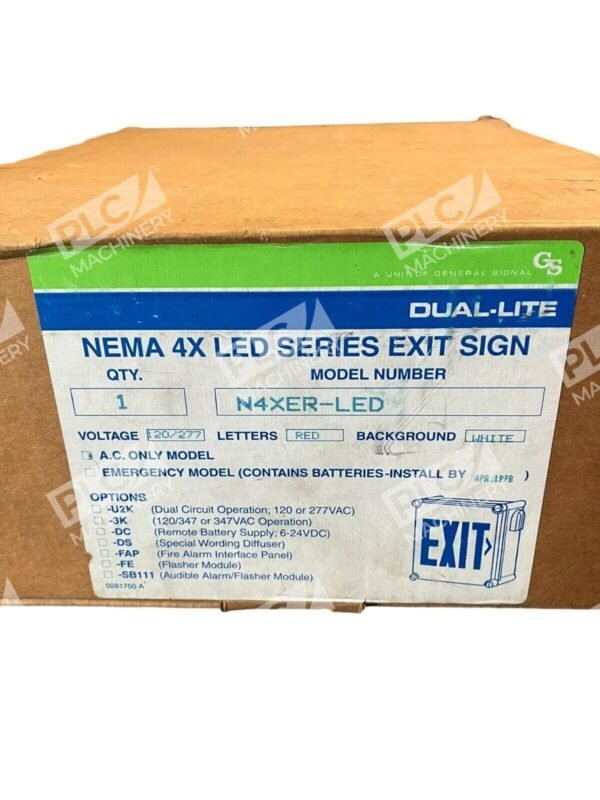 GS
A UNIT OF GENERAL SIGNAL
DUAL-LITE
NEMA 4X LED SERIES EXIT SIGN
QTY. MODEL NUMBER
1 N4XER-LED
VOLTAGE 120/277 LETTERS RED BACKGROUND WHITE
A.C. ONLY MODEL
EMERGENCY MODEL (CONTAINS BATTERIES-INSTALL BY APR.1998 )
OPTIONS
-U2K (Dual Circuit Operation; 120 or 277VAC)
-3K (120/347 or 347VAC Operation)
-DC (Remote Battery Supply; 6-24VDC)
-DS (Special Wording Diffuser)
-FAP (Fire Alarm Interface Panel)
-FE (Flasher Module)
-SB111 (Audible Alarm/Flasher Module)
0281750 A
EXIT
PLC MACHINERY